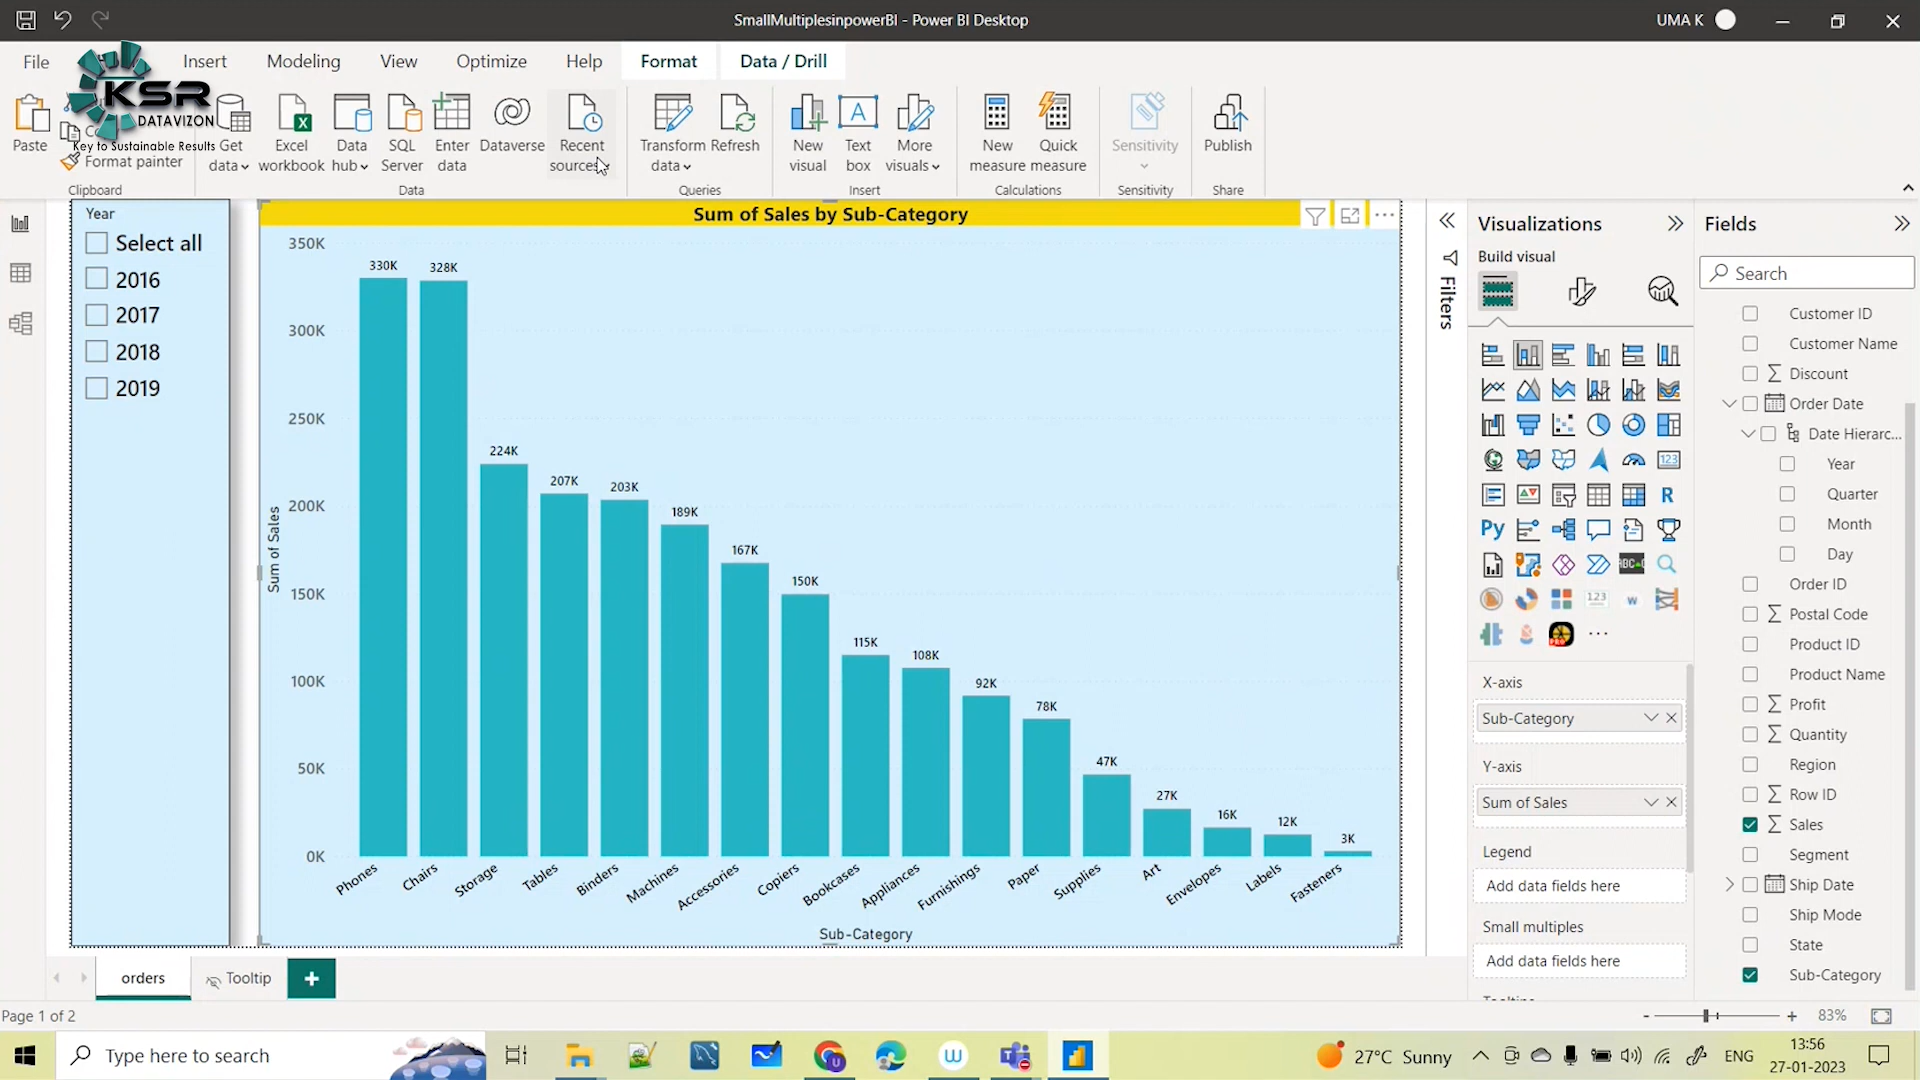 SmallMultiplesinpowerBI - Power BI Desktop
UMA K
File
Insert
Modeling
View
Optimize
Help
Format
Data / Drill
KSR
DATAVIZON
Key to Sustainable Results
Paste
Format painter
Get data
Excel workbook
Data hub
SQL Server
Enter data
Dataverse
Recent sources
Transform data
Refresh
New visual
Text box
More visuals
New measure
Quick measure
Sensitivity
Publish
Clipboard
Data
Queries
Insert
Calculations
Sensitivity
Share
Year
Select all
2016
2017
2018
2019
Sum of Sales by Sub-Category
Sum of Sales
350K
300K
250K
200K
150K
100K
50K
0K
330K
328K
224K
207K
203K
189K
167K
150K
115K
108K
92K
78K
47K
27K
16K
12K
3K
Phones
Chairs
Storage
Tables
Binders
Machines
Accessories
Copiers
Bookcases
Appliances
Furnishings
Paper
Supplies
Art
Envelopes
Labels
Fasteners
Sub-Category
Filters
Visualizations
Build visual
123
R
Py
ABC
123
W
X-axis
Sub-Category
Y-axis
Sum of Sales
Legend
Add data fields here
Small multiples
Add data fields here
Fields
Search
Customer ID
Customer Name
Discount
Order Date
Date Hierarc...
Year
Quarter
Month
Day
Order ID
Postal Code
Product ID
Product Name
Profit
Quantity
Region
Row ID
Sales
Segment
Ship Date
Ship Mode
State
Sub-Category
orders
Tooltip
Page 1 of 2
83%
Type here to search
27°C Sunny
ENG
13:56
27-01-2023